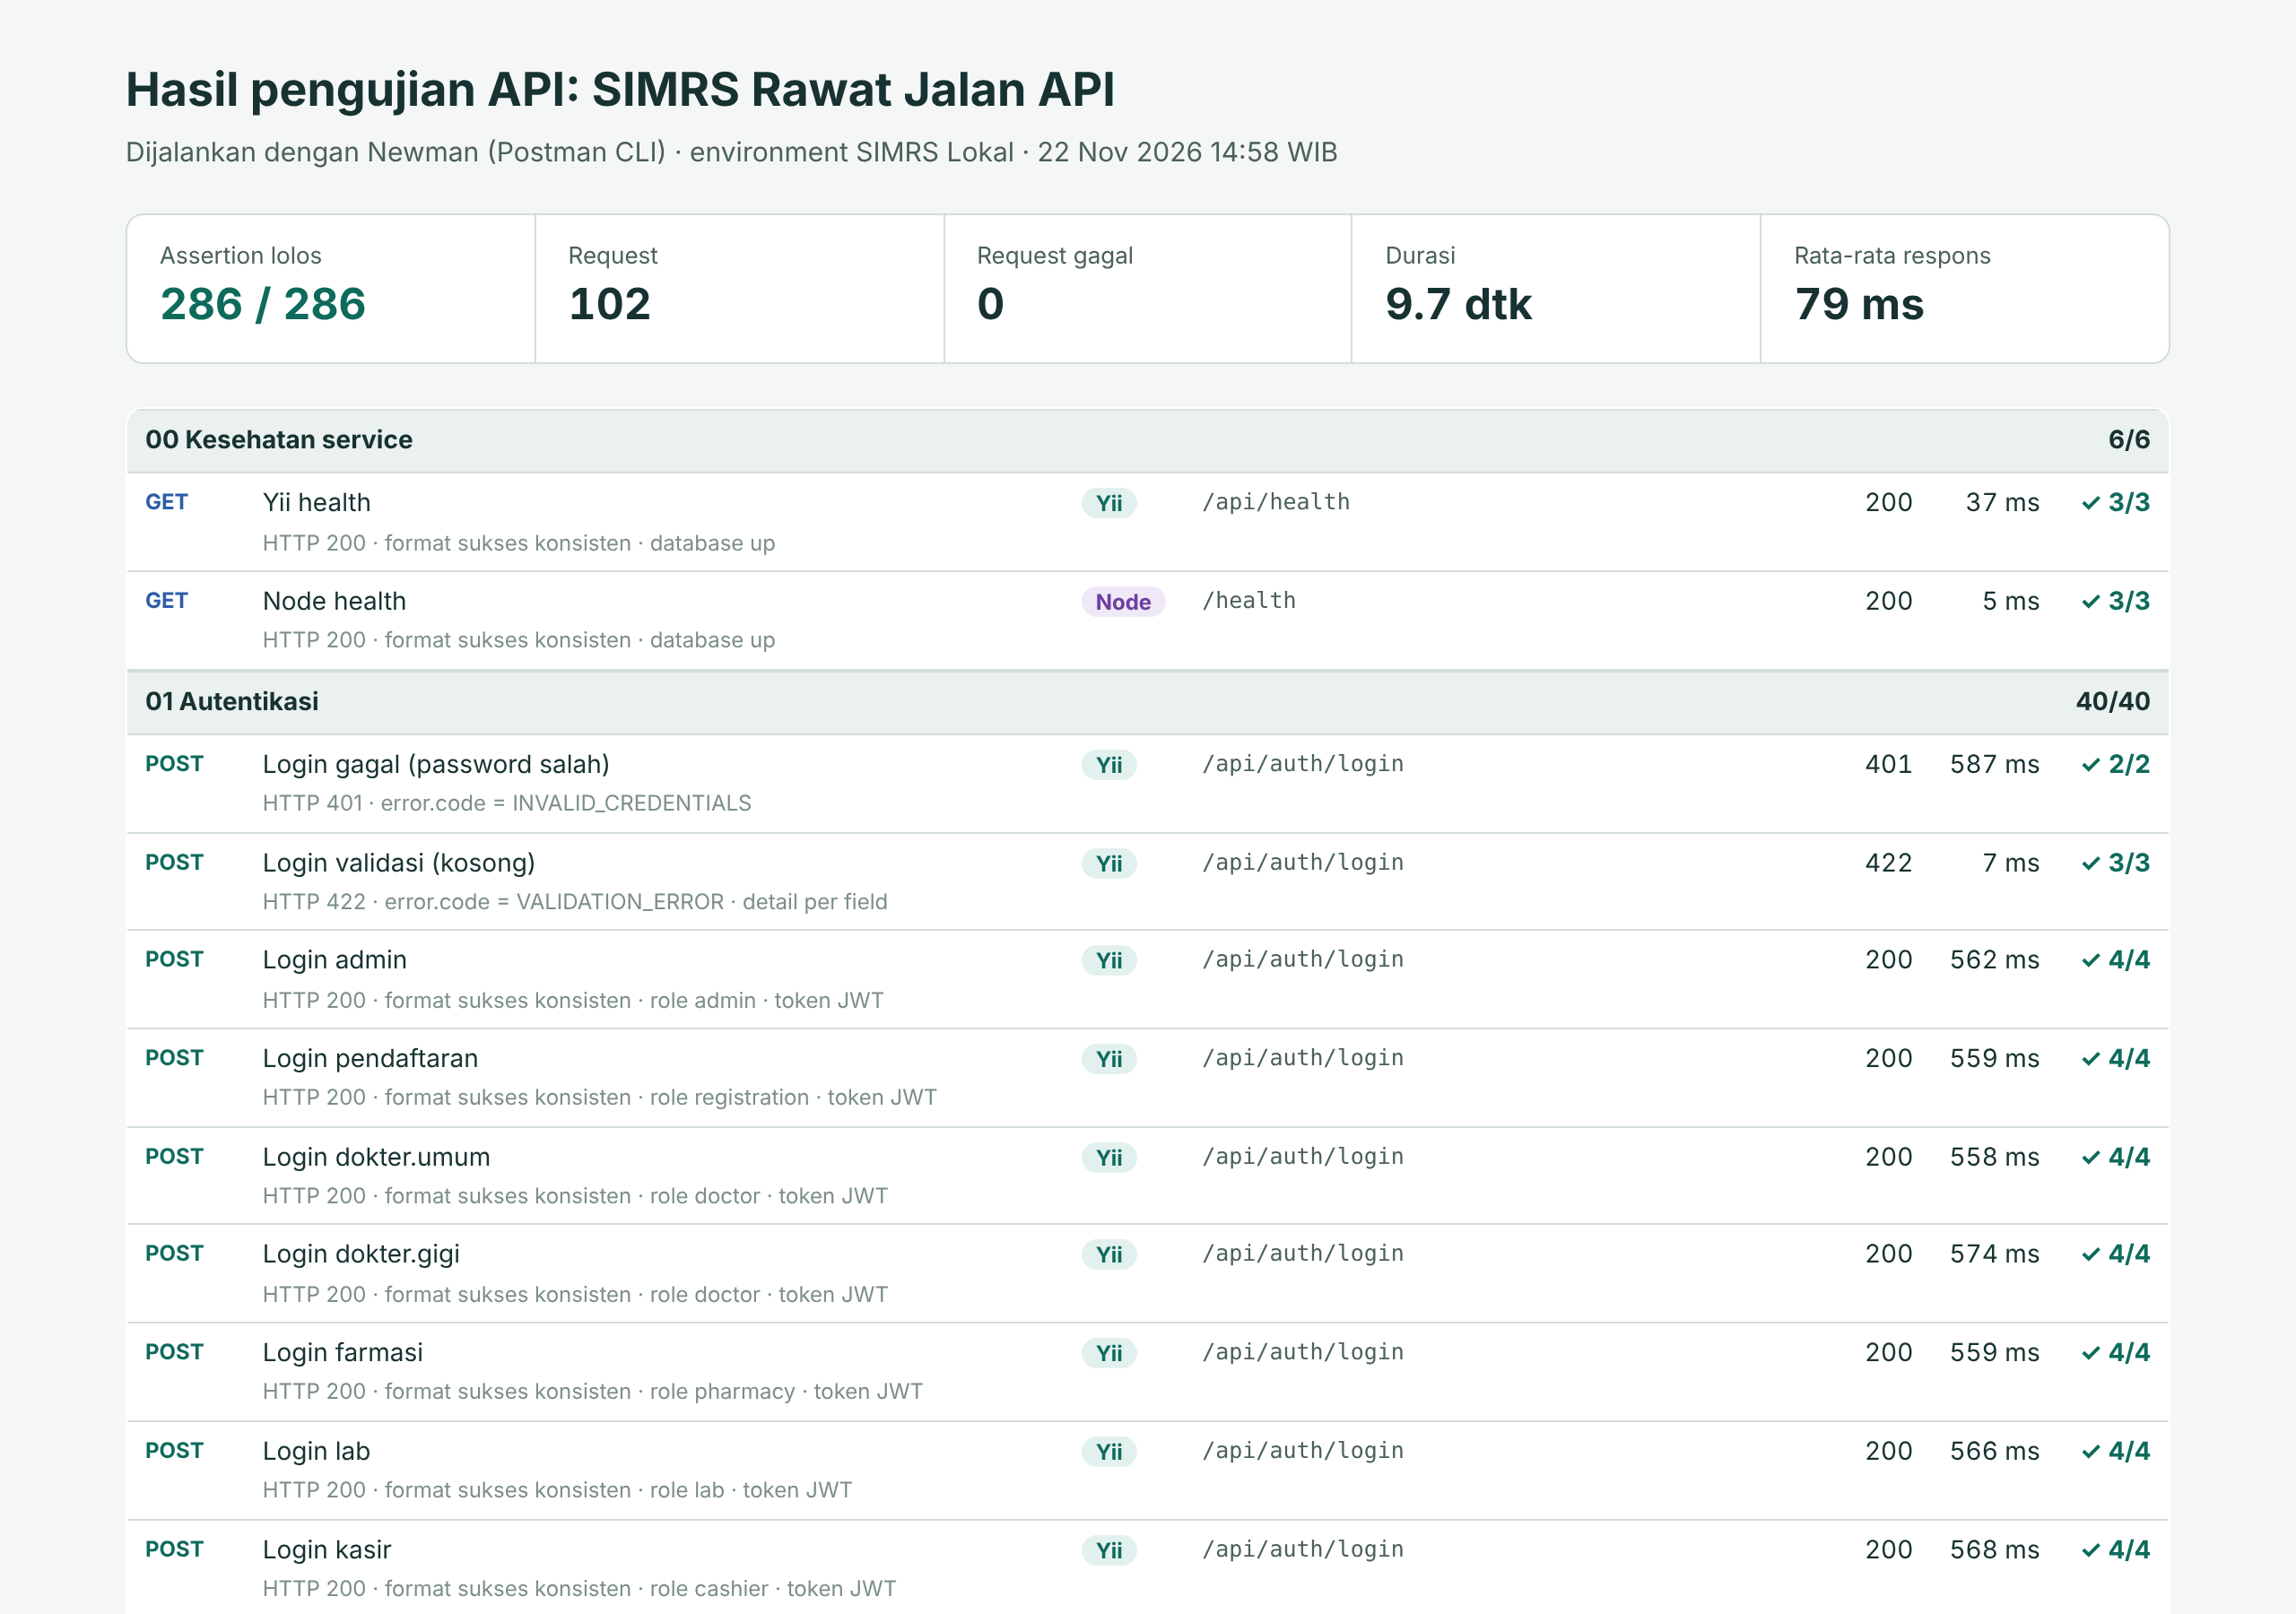 Hasil pengujian API: SIMRS Rawat Jalan API
Dijalankan dengan Newman (Postman CLI) · environment SIMRS Lokal · 22 Nov 2026 14:58 WIB
Assertion lolos Request Request gagal Durasi Rata-rata respons
286 / 286 102 0 9.7 dtk 79 ms
00 Kesehatan service 6/6
GET Yii health Yii /api/health 200 37 ms ✓ 3/3
HTTP 200 · format sukses konsisten · database up
GET Node health Node /health 200 5 ms ✓ 3/3
HTTP 200 · format sukses konsisten · database up
01 Autentikasi 40/40
POST Login gagal (password salah) Yii /api/auth/login 401 587 ms ✓ 2/2
HTTP 401 · error.code = INVALID_CREDENTIALS
POST Login validasi (kosong) Yii /api/auth/login 422 7 ms ✓ 3/3
HTTP 422 · error.code = VALIDATION_ERROR · detail per field
POST Login admin Yii /api/auth/login 200 562 ms ✓ 4/4
HTTP 200 · format sukses konsisten · role admin · token JWT
POST Login pendaftaran Yii /api/auth/login 200 559 ms ✓ 4/4
HTTP 200 · format sukses konsisten · role registration · token JWT
POST Login dokter.umum Yii /api/auth/login 200 558 ms ✓ 4/4
HTTP 200 · format sukses konsisten · role doctor · token JWT
POST Login dokter.gigi Yii /api/auth/login 200 574 ms ✓ 4/4
HTTP 200 · format sukses konsisten · role doctor · token JWT
POST Login farmasi Yii /api/auth/login 200 559 ms ✓ 4/4
HTTP 200 · format sukses konsisten · role pharmacy · token JWT
POST Login lab Yii /api/auth/login 200 566 ms ✓ 4/4
HTTP 200 · format sukses konsisten · role lab · token JWT
POST Login kasir Yii /api/auth/login 200 568 ms ✓ 4/4
HTTP 200 · format sukses konsisten · role cashier · token JWT